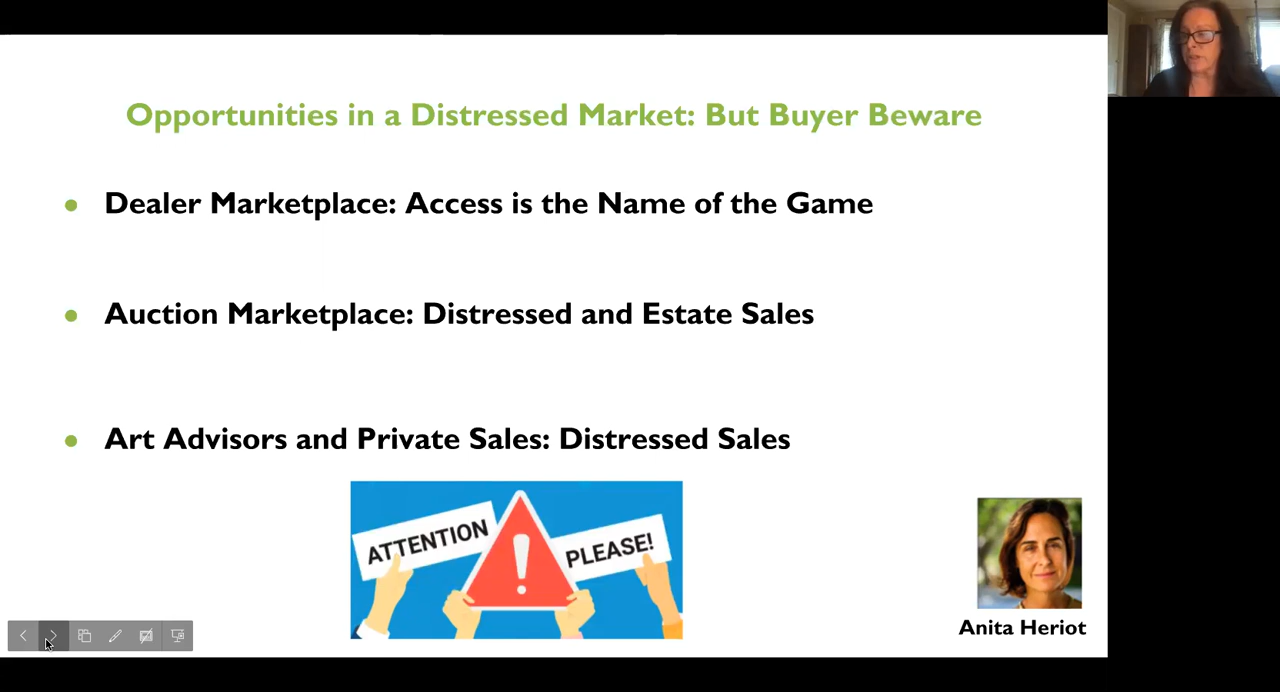 Opportunities in a Distressed Market: But Buyer Beware
Dealer Marketplace: Access is the Name of the Game
Auction Marketplace: Distressed and Estate Sales
Art Advisors and Private Sales: Distressed Sales
ATTENTION
!
PLEASE!
Anita Heriot